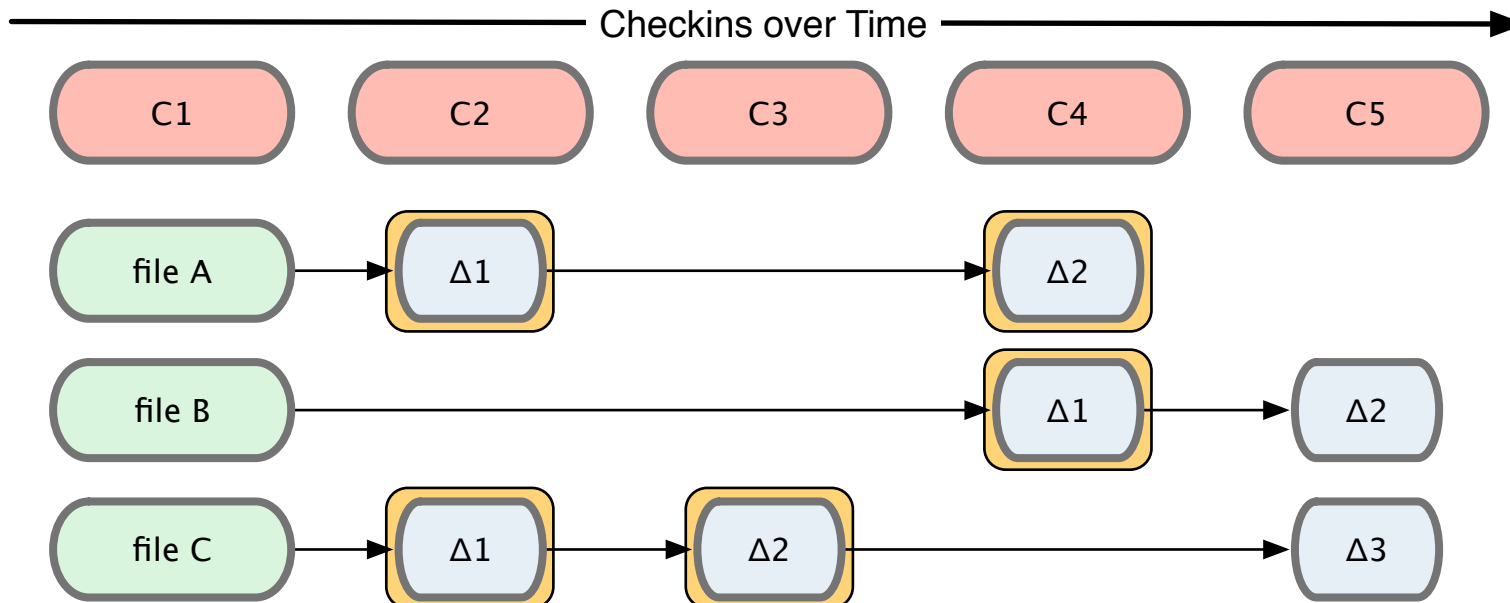 Checkins over Time
C1 C2 C3 C4 C5
file A Δ1 Δ2
file B Δ1 Δ2
file C Δ1 Δ2 Δ3